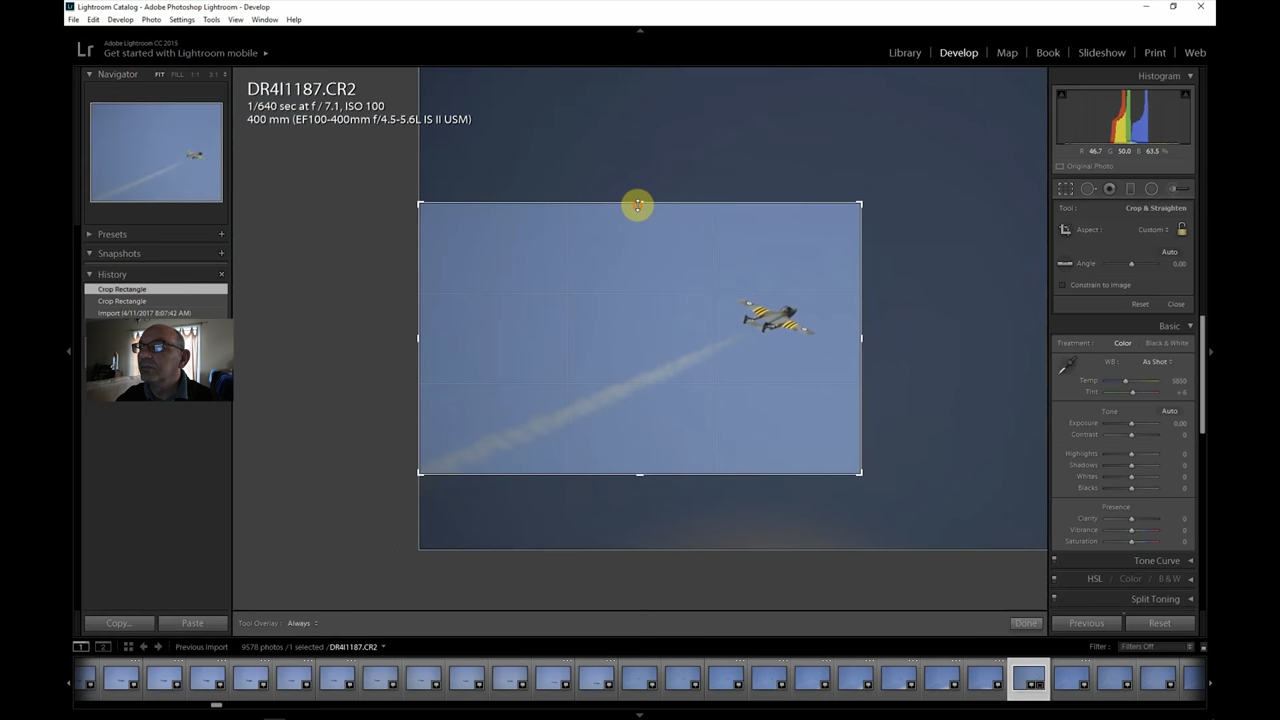 Lightroom Catalog - Adobe Photoshop Lightroom - Develop
File Edit Develop Photo Settings Tools View Window Help
Lr
Adobe Lightroom CC 2015
Get started with Lightroom mobile
Library | Develop | Map | Book | Slideshow | Print | Web
Navigator FIT FILL 1:1 3:1
Presets
Snapshots
History
Crop Rectangle
Crop Rectangle
Import (4/11/2017 8:07:42 AM)
Copy... Paste
DR4I1187.CR2
1/640 sec at f / 7.1, ISO 100
400 mm (EF100-400mm f/4.5-5.6L IS II USM)
Tool Overlay: Always
Done
Histogram
R 46.7 G 50.0 B 63.5 %
Original Photo
Tool: Crop & Straighten
Aspect: Custom
Auto
Angle 0.00
Constrain to Image
Reset Close
Basic
Treatment: Color | Black & White
WB: As Shot
Temp 5850
Tint + 6
Tone Auto
Exposure 0.00
Contrast 0
Highlights 0
Shadows 0
Whites 0
Blacks 0
Presence
Clarity 0
Vibrance 0
Saturation 0
Tone Curve
HSL / Color / B & W
Split Toning
Previous Reset
1 2 Previous Import 9578 photos / 1 selected / DR4I1187.CR2 Filter: Filters Off